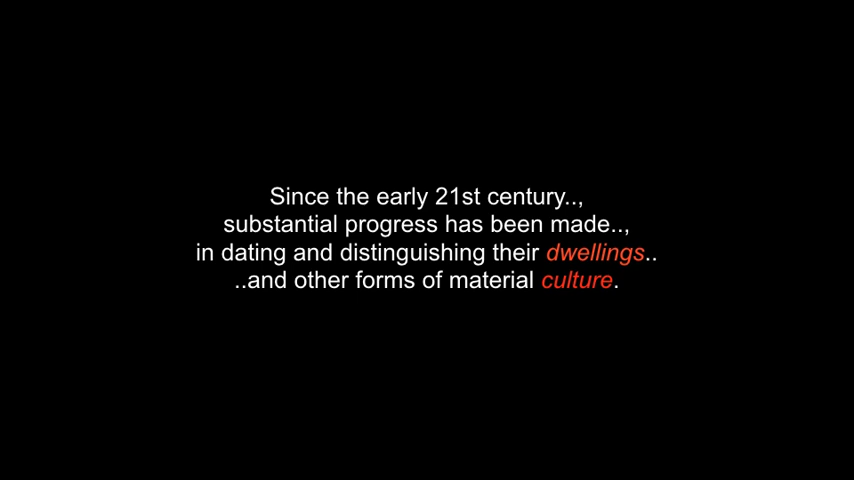 Since the early 21st century..,
substantial progress has been made..,
in dating and distinguishing their dwellings..
..and other forms of material culture.